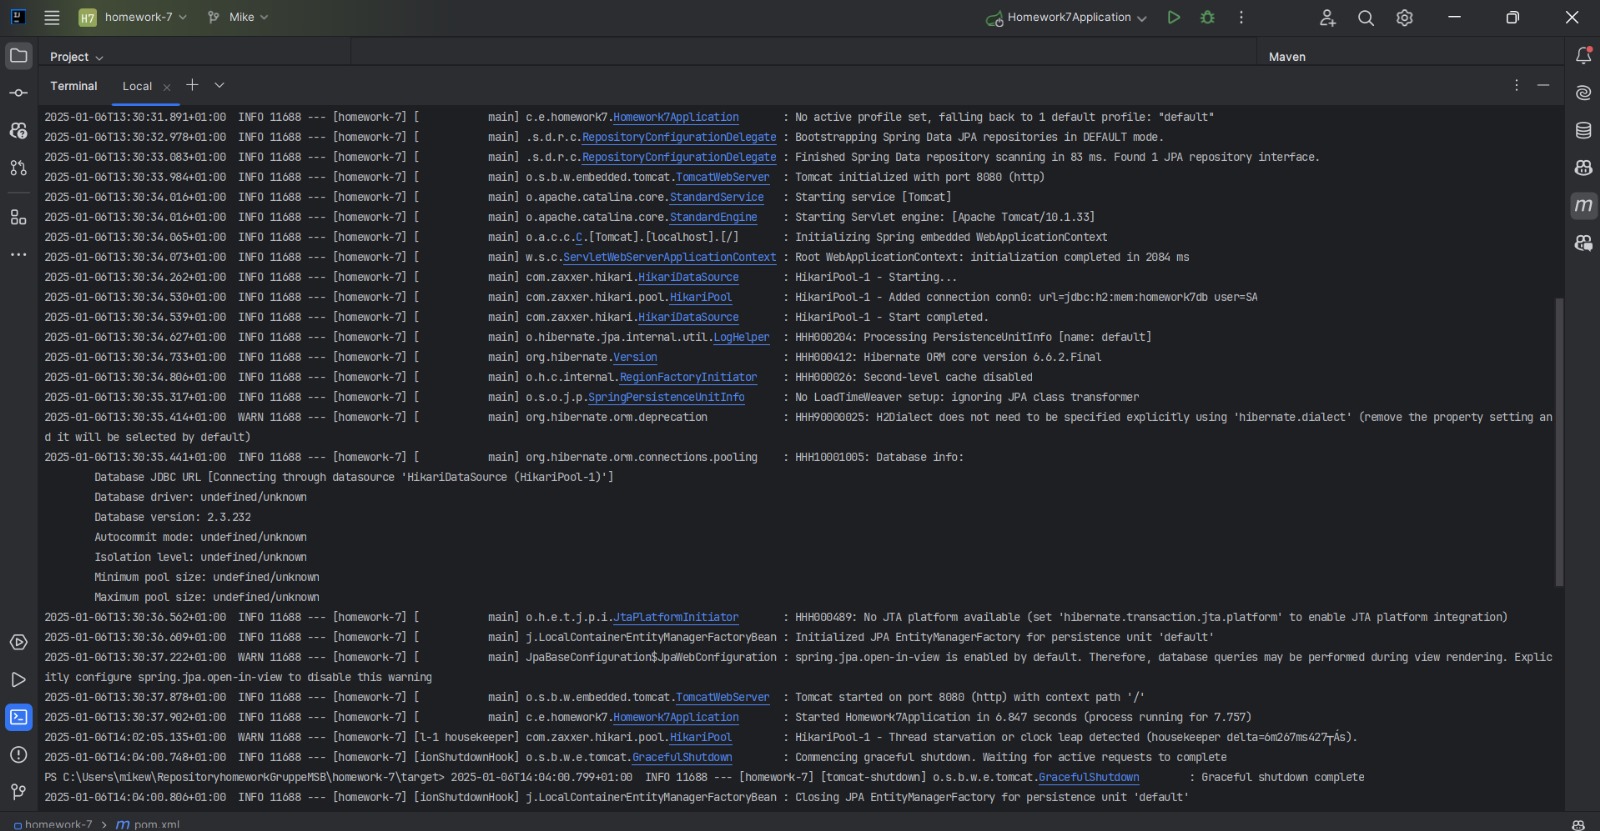 H7 homework-7 Mike Homework7Application
Project Maven
Terminal Local
2025-01-06T13:30:31.891+01:00  INFO 11688 --- [homework-7] [           main] c.e.homework7.Homework7Application       : No active profile set, falling back to 1 default profile: "default"
2025-01-06T13:30:32.978+01:00  INFO 11688 --- [homework-7] [           main] .s.d.r.c.RepositoryConfigurationDelegate : Bootstrapping Spring Data JPA repositories in DEFAULT mode.
2025-01-06T13:30:33.083+01:00  INFO 11688 --- [homework-7] [           main] .s.d.r.c.RepositoryConfigurationDelegate : Finished Spring Data repository scanning in 83 ms. Found 1 JPA repository interface.
2025-01-06T13:30:33.984+01:00  INFO 11688 --- [homework-7] [           main] o.s.b.w.embedded.tomcat.TomcatWebServer  : Tomcat initialized with port 8080 (http)
2025-01-06T13:30:34.016+01:00  INFO 11688 --- [homework-7] [           main] o.apache.catalina.core.StandardService   : Starting service [Tomcat]
2025-01-06T13:30:34.016+01:00  INFO 11688 --- [homework-7] [           main] o.apache.catalina.core.StandardEngine    : Starting Servlet engine: [Apache Tomcat/10.1.33]
2025-01-06T13:30:34.065+01:00  INFO 11688 --- [homework-7] [           main] o.a.c.c.C.[Tomcat].[localhost].[/]       : Initializing Spring embedded WebApplicationContext
2025-01-06T13:30:34.073+01:00  INFO 11688 --- [homework-7] [           main] w.s.c.ServletWebServerApplicationContext : Root WebApplicationContext: initialization completed in 2084 ms
2025-01-06T13:30:34.262+01:00  INFO 11688 --- [homework-7] [           main] com.zaxxer.hikari.HikariDataSource       : HikariPool-1 - Starting...
2025-01-06T13:30:34.530+01:00  INFO 11688 --- [homework-7] [           main] com.zaxxer.hikari.pool.HikariPool        : HikariPool-1 - Added connection conn0: url=jdbc:h2:mem:homework7db user=SA
2025-01-06T13:30:34.539+01:00  INFO 11688 --- [homework-7] [           main] com.zaxxer.hikari.HikariDataSource       : HikariPool-1 - Start completed.
2025-01-06T13:30:34.627+01:00  INFO 11688 --- [homework-7] [           main] o.hibernate.jpa.internal.util.LogHelper  : HHH000204: Processing PersistenceUnitInfo [name: default]
2025-01-06T13:30:34.733+01:00  INFO 11688 --- [homework-7] [           main] org.hibernate.Version                    : HHH000412: Hibernate ORM core version 6.6.2.Final
2025-01-06T13:30:34.806+01:00  INFO 11688 --- [homework-7] [           main] o.h.c.internal.RegionFactoryInitiator    : HHH000026: Second-level cache disabled
2025-01-06T13:30:35.317+01:00  INFO 11688 --- [homework-7] [           main] o.s.o.j.p.SpringPersistenceUnitInfo      : No LoadTimeWeaver setup: ignoring JPA class transformer
2025-01-06T13:30:35.414+01:00  WARN 11688 --- [homework-7] [           main] org.hibernate.orm.deprecation            : HHH90000025: H2Dialect does not need to be specified explicitly using 'hibernate.dialect' (remove the property setting an
d it will be selected by default)
2025-01-06T13:30:35.441+01:00  INFO 11688 --- [homework-7] [           main] org.hibernate.orm.connections.pooling    : HHH10001005: Database info:
Database JDBC URL [Connecting through datasource 'HikariDataSource (HikariPool-1)']
Database driver: undefined/unknown
Database version: 2.3.232
Autocommit mode: undefined/unknown
Isolation level: undefined/unknown
Minimum pool size: undefined/unknown
Maximum pool size: undefined/unknown
2025-01-06T13:30:36.562+01:00  INFO 11688 --- [homework-7] [           main] o.h.e.t.j.p.i.JtaPlatformInitiator       : HHH000489: No JTA platform available (set 'hibernate.transaction.jta.platform' to enable JTA platform integration)
2025-01-06T13:30:36.609+01:00  INFO 11688 --- [homework-7] [           main] j.LocalContainerEntityManagerFactoryBean : Initialized JPA EntityManagerFactory for persistence unit 'default'
2025-01-06T13:30:37.222+01:00  WARN 11688 --- [homework-7] [           main] JpaBaseConfiguration$JpaWebConfiguration : spring.jpa.open-in-view is enabled by default. Therefore, database queries may be performed during view rendering. Explic
itly configure spring.jpa.open-in-view to disable this warning
2025-01-06T13:30:37.878+01:00  INFO 11688 --- [homework-7] [           main] o.s.b.w.embedded.tomcat.TomcatWebServer  : Tomcat started on port 8080 (http) with context path '/'
2025-01-06T13:30:37.902+01:00  INFO 11688 --- [homework-7] [           main] c.e.homework7.Homework7Application       : Started Homework7Application in 6.847 seconds (process running for 7.757)
2025-01-06T14:02:05.135+01:00  WARN 11688 --- [homework-7] [l-1 housekeeper] com.zaxxer.hikari.pool.HikariPool        : HikariPool-1 - Thread starvation or clock leap detected (housekeeper delta=6m267ms427┬Ás).
2025-01-06T14:04:00.748+01:00  INFO 11688 --- [homework-7] [ionShutdownHook] o.s.b.w.e.tomcat.GracefulShutdown        : Commencing graceful shutdown. Waiting for active requests to complete
PS C:\Users\mikew\RepositoryhomeworkGruppeMSB\homework-7\target> 2025-01-06T14:04:00.799+01:00  INFO 11688 --- [homework-7] [tomcat-shutdown] o.s.b.w.e.tomcat.GracefulShutdown        : Graceful shutdown complete
2025-01-06T14:04:00.806+01:00  INFO 11688 --- [homework-7] [ionShutdownHook] j.LocalContainerEntityManagerFactoryBean : Closing JPA EntityManagerFactory for persistence unit 'default'
homework-7 > m pom.xml